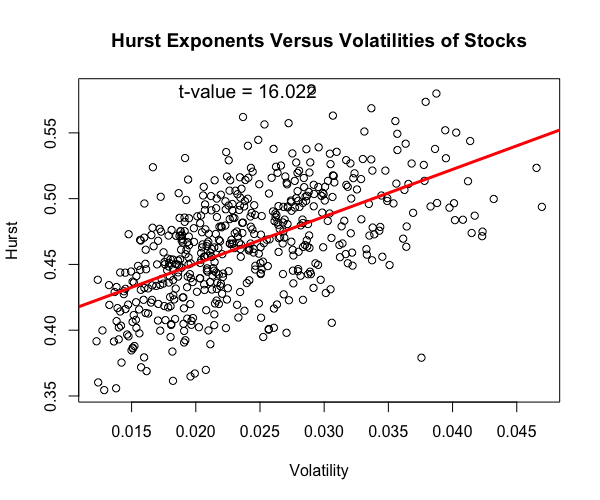 Hurst Exponents Versus Volatilities of Stocks
t-value = 16.022
Hurst
0.55
0.50
0.45
0.40
0.35
0.015 0.020 0.025 0.030 0.035 0.040 0.045
Volatility